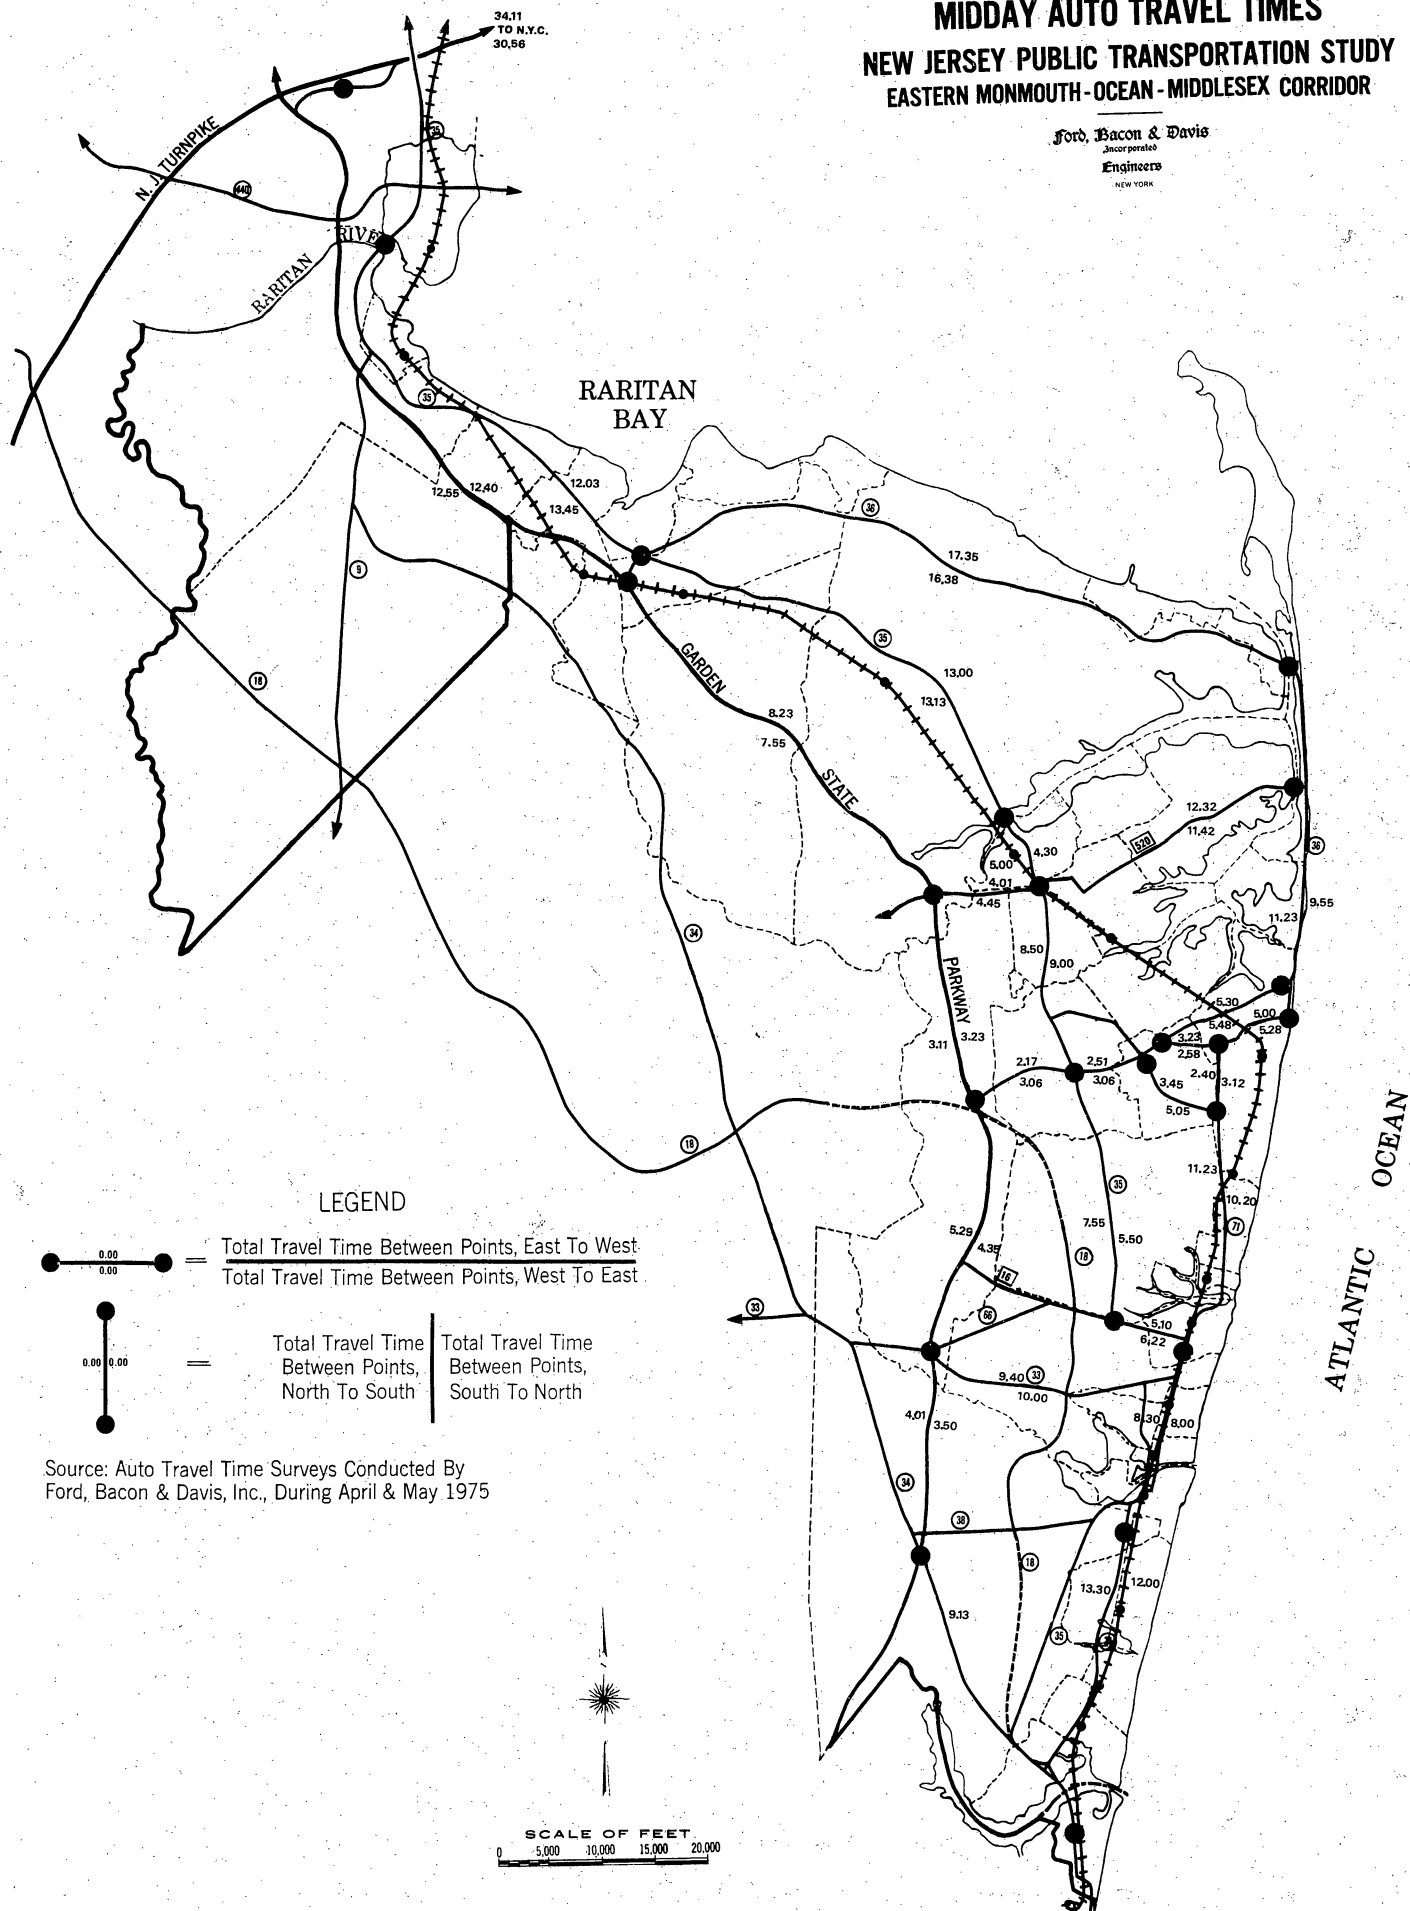 MIDDAY AUTO TRAVEL TIMES
NEW JERSEY PUBLIC TRANSPORTATION STUDY
EASTERN MONMOUTH-OCEAN-MIDDLESEX CORRIDOR
Ford, Bacon & Davis
Incorporated
Engineers
NEW YORK
34.11
TO N.Y.C.
30.56
35
N. J. TURNPIKE
440
RIVE
RARITAN
RARITAN
BAY
35
12.03
12.55
12.40
13.45
36
17.35
16.38
9
35
18
GARDEN
13.00
13.13
8.23
7.55
STATE
12.32
11.42
520
4.30
36
5.00
4.01
4.45
9.55
11.23
34
8.50
9.00
PARKWAY
5.30
5.00
5.48
5.28
3.11
3.23
3.23
2.58
2.17
2.51
2.40
3.12
3.06
3.06
3.45
5.05
18
OCEAN
11.23
35
10.20
71
5.29
4.35
7.55
5.50
18
16
ATLANTIC
33
66
5.10
6.22
9.40
33
10.00
4.01
3.50
8.30
8.00
34
38
18
13.30
12.00
9.13
35
LEGEND
0.00
0.00
=
Total Travel Time Between Points, East To West
Total Travel Time Between Points, West To East
0.00
0.00
=
Total Travel Time
Between Points,
North To South
Total Travel Time
Between Points,
South To North
Source: Auto Travel Time Surveys Conducted By
Ford, Bacon & Davis, Inc., During April & May 1975
SCALE OF FEET
0 5,000 10,000 15,000 20,000